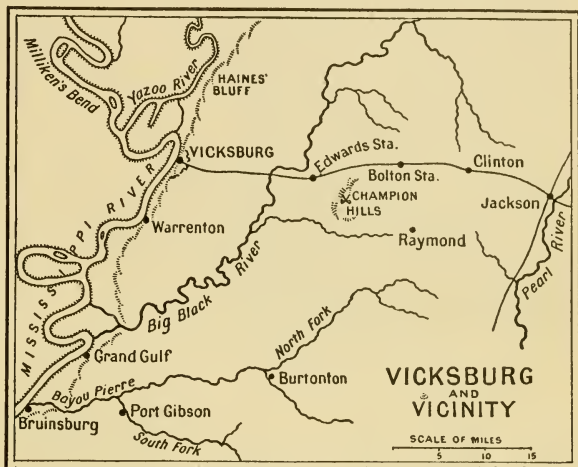 Milliken's Bend
Yazoo River
HAINES'
BLUFF
VICKSBURG
Edwards Sta.
Bolton Sta.
Clinton
CHAMPION
HILLS
Jackson
MISSISSIPPI RIVER
Warrenton
Raymond
Pearl River
Big Black River
Grand Gulf
North Fork
Bayou Pierre
Burtonton
Bruinsburg
Port Gibson
South Fork
VICKSBURG
AND
VICINITY
SCALE OF MILES
0 5 10 15